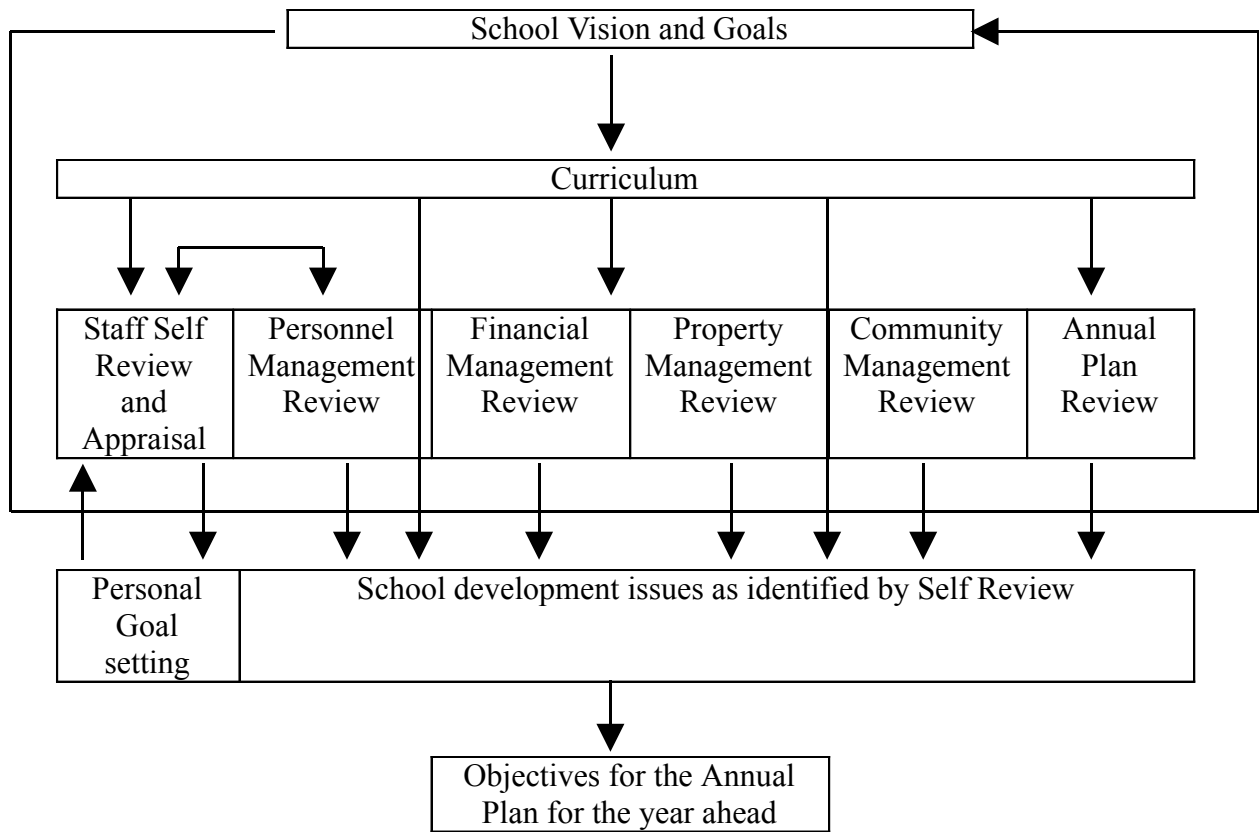 School Vision and Goals
Curriculum
Staff Self
Review
and
Appraisal
Personnel
Management
Review
Financial
Management
Review
Property
Management
Review
Community
Management
Review
Annual
Plan
Review
Personal
Goal
setting
School development issues as identified by Self Review
Objectives for the Annual
Plan for the year ahead